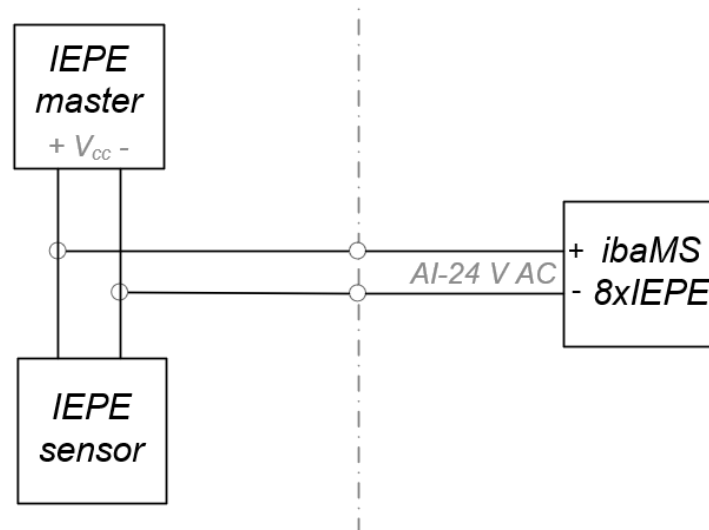 IEPE
master
+ Vcc -
+ ibaMS
AI-24 V AC
- 8xIEPE
IEPE
sensor